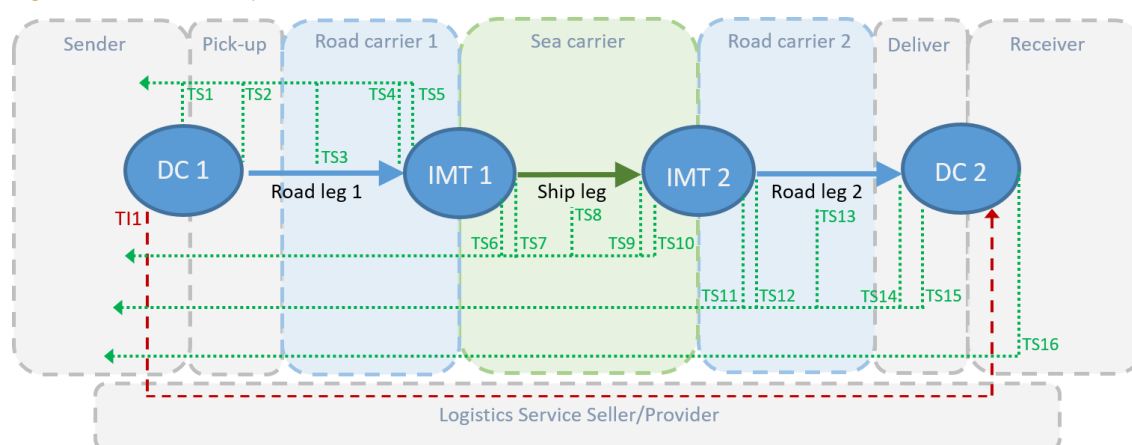 Sender
Pick-up
Road carrier 1
Sea carrier
Road carrier 2
Deliver
Receiver
TS1
TS2
TS4
TS5
TS3
DC 1
IMT 1
IMT 2
DC 2
Road leg 1
Ship leg
Road leg 2
TI1
TS8
TS13
TS6
TS7
TS9
TS10
TS11
TS12
TS14
TS15
TS16
Logistics Service Seller/Provider